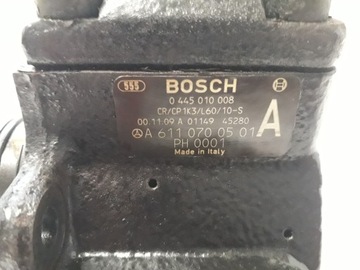 555 BOSCH
0 445 010 008
CR/CP1K3/L60/10-S
00.11.09 A 01149 45280
A 611 070 05 01 A
PH 0001
Made in Italy